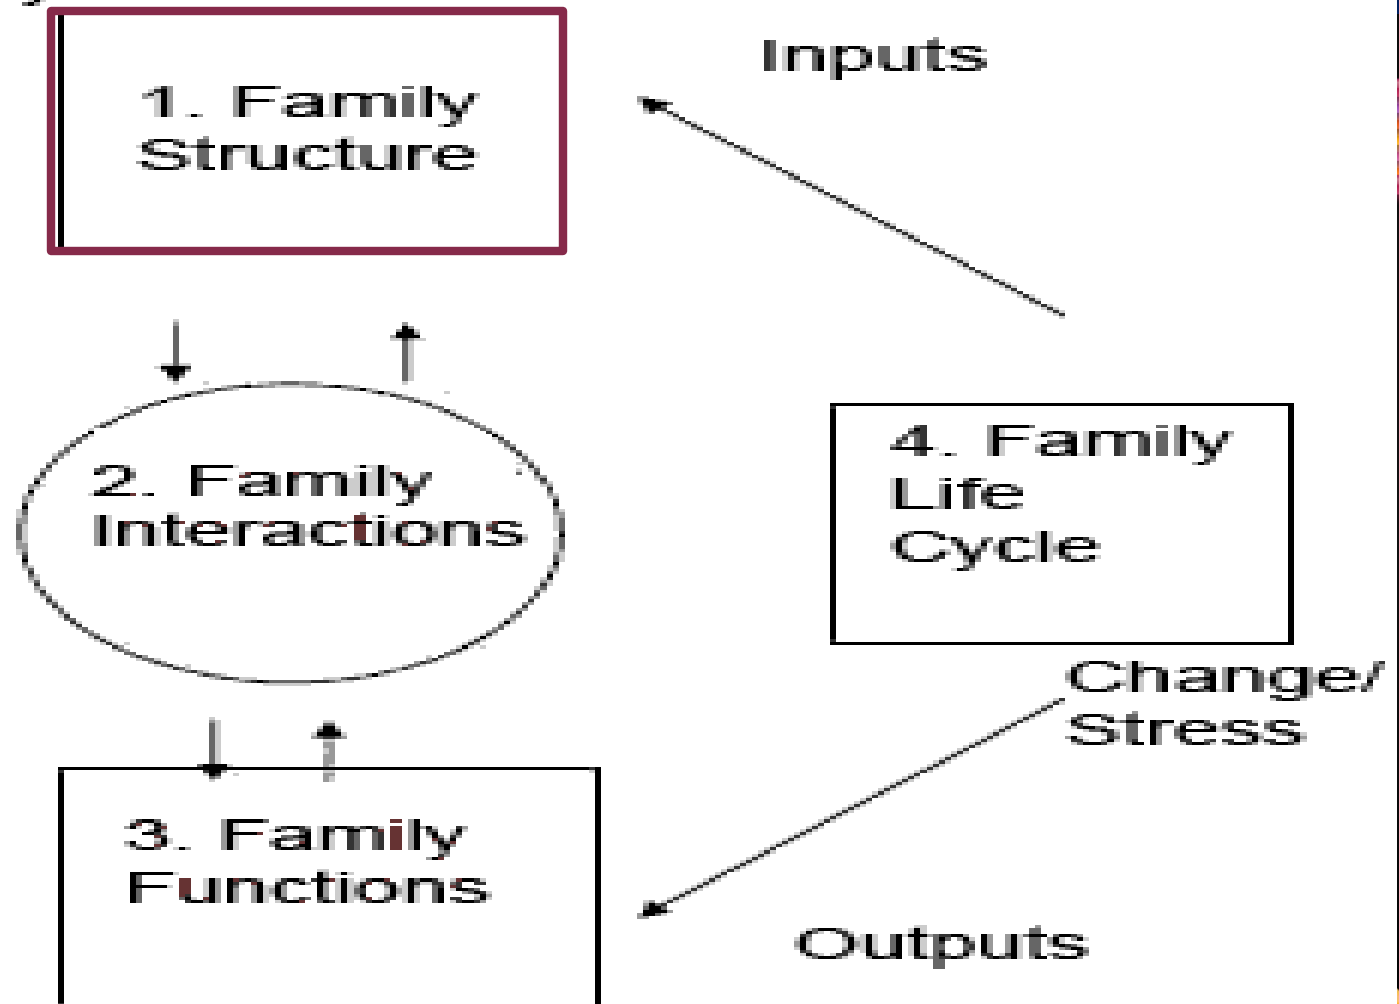 Inputs
1. Family
Structure
2. Family
Interactions
4. Family
Life
Cycle
Change/
Stress
3. Family
Functions
Outputs